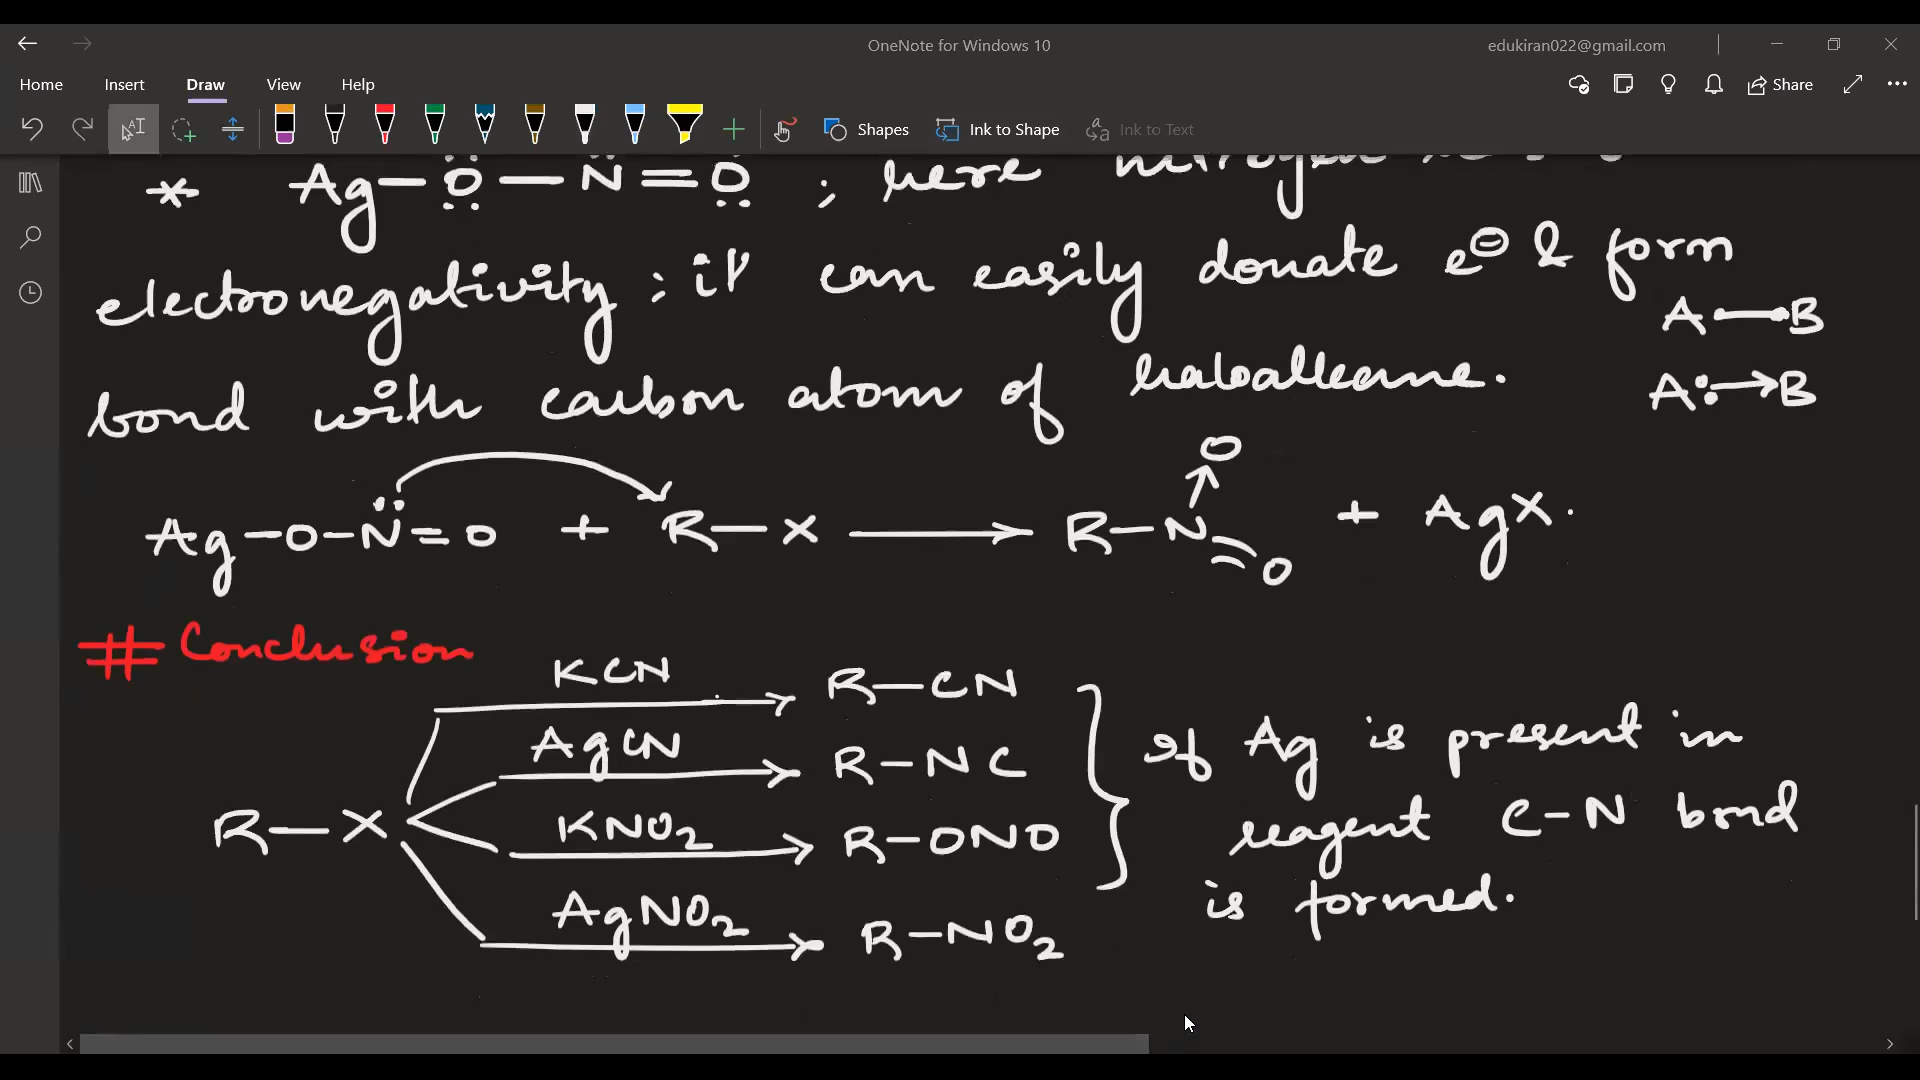 OneNote for Windows 10
edukiran022@gmail.com
Home Insert Draw View Help
Share
Shapes Ink to Shape Ink to Text
* Ag-O-N=O ; here
electronegativity ; it can easily donate e⊖ & form
A—B
bond with carbon atom of haloalkane.
A:→B
O
Ag-O-N̈=O + R-X ⟶ R-N + AgX.
O
# Conclusion
KCN R-CN
AgCN R-NC
KNO2 R-ONO
AgNO2 R-NO2
R-X
If Ag is present in
reagent C-N bond
is formed.